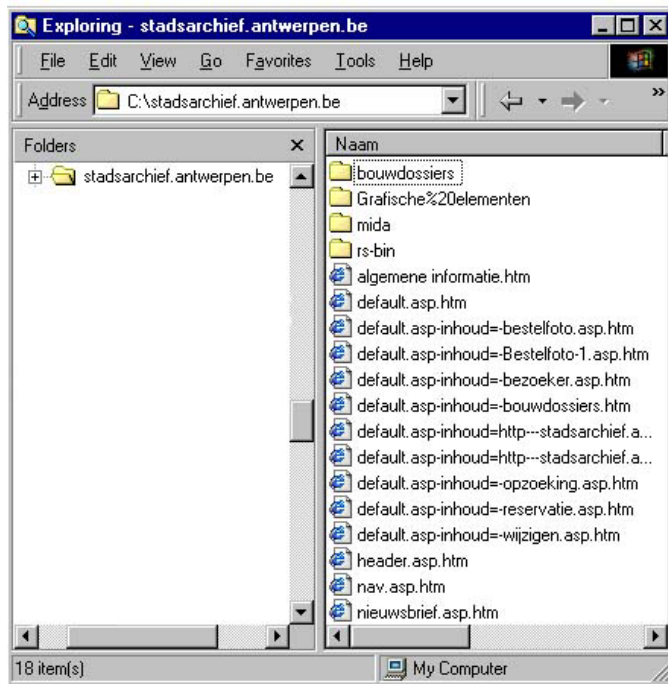 Exploring - stadsarchief.antwerpen.be
File Edit View Go Favorites Tools Help
Address C:\stadsarchief.antwerpen.be »
Folders x
stadsarchief.antwerpen.be
Naam
bouwdossiers
Grafische%20elementen
mida
rs-bin
algemene informatie.htm
default.asp.htm
default.asp-inhoud=-bestelfoto.asp.htm
default.asp-inhoud=-Bestelfoto-1.asp.htm
default.asp-inhoud=-bezoeker.asp.htm
default.asp-inhoud=-bouwdossiers.htm
default.asp-inhoud=http---stadsarchief.a...
default.asp-inhoud=http---stadsarchief.a...
default.asp-inhoud=-opzoeking.asp.htm
default.asp-inhoud=-reservatie.asp.htm
default.asp-inhoud=-wijzigen.asp.htm
header.asp.htm
nav.asp.htm
nieuwsbrief.asp.htm
18 item(s) My Computer